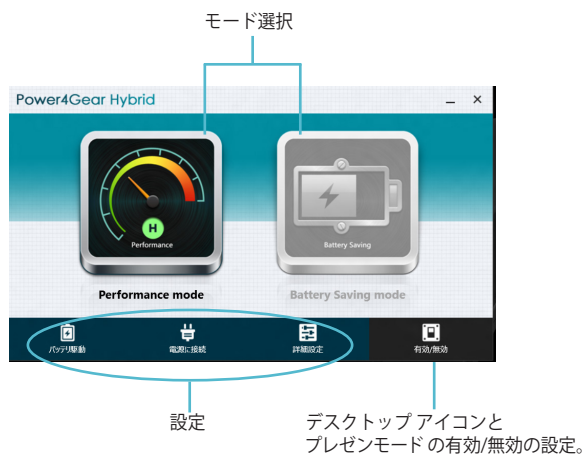 モード選択
Power4Gear Hybrid
H
Performance
Battery Saving
Performance mode
Battery Saving mode
バッテリ駆動
電源に接続
詳細設定
有効/無効
設定
デスクトップ アイコンと
プレゼンモード の有効/無効の設定。